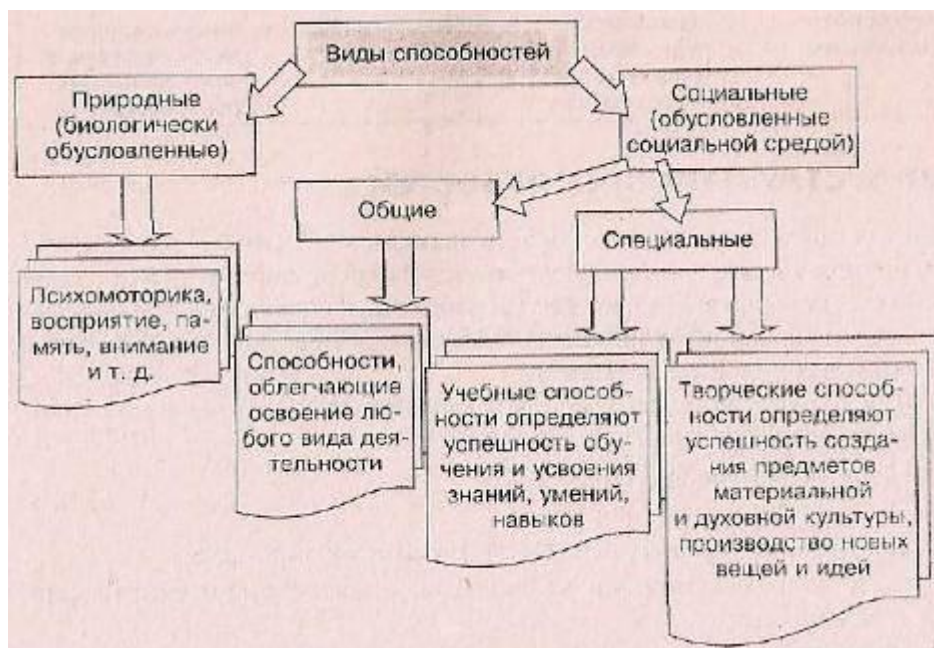 Виды способностей
Природные
(биологически
обусловленные)
Социальные
(обусловленные
социальной средой)
Общие
Специальные
Психомоторика,
восприятие, па-
мять, внимание
и т. д.
Способности,
облегчающие
освоение лю-
бого вида дея-
тельности
Учебные способ-
ности определяют
успешность обу-
чения и усвоения
знаний, умений,
навыков
Творческие способ-
ности определяют
успешность созда-
ния предметов
материальной
и духовной культуры,
производство новых
вещей и идей